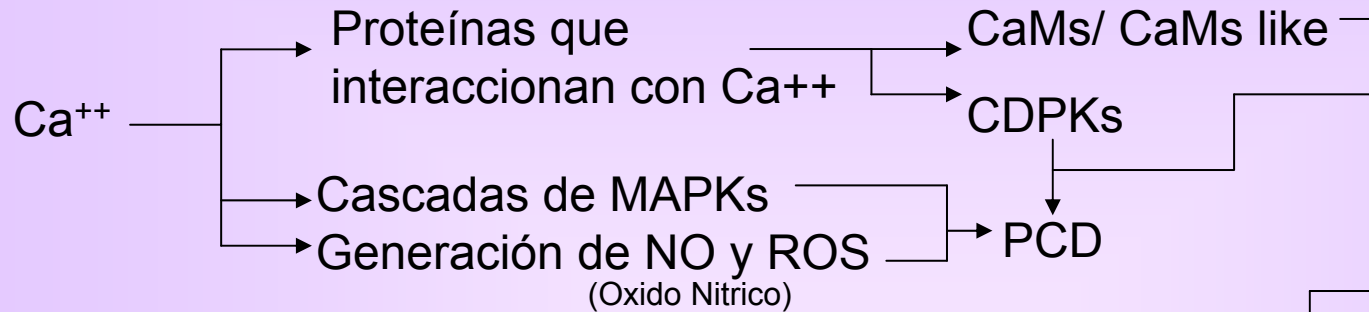 Ca⁺⁺
Proteínas que
interaccionan con Ca++
CaMs/ CaMs like
CDPKs
Cascadas de MAPKs
Generación de NO y ROS
(Oxido Nitrico)
PCD